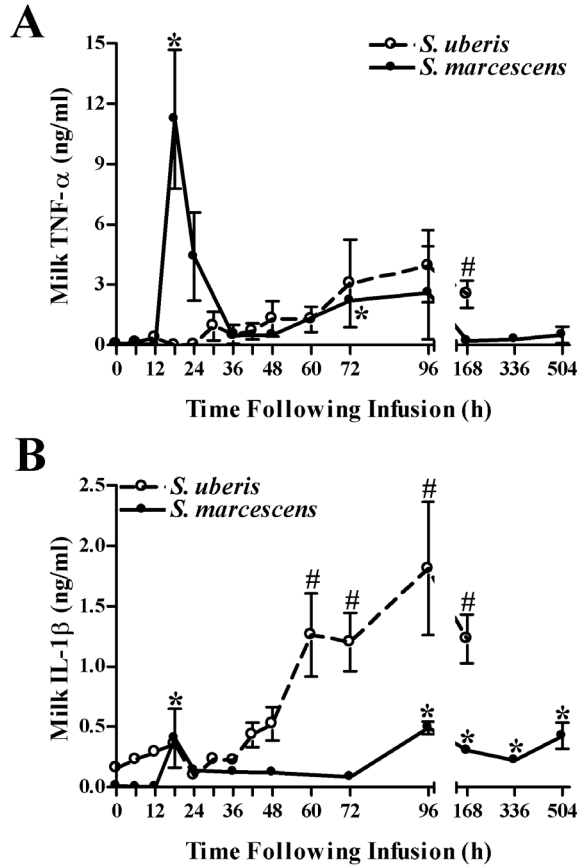 A
15
12
9
6
3
0
Milk TNF-α (ng/ml)
*
S. uberis
S. marcescens
*
#
0 12 24 36 48 60 72 96 168 336 504
Time Following Infusion (h)
B
2.5
2.0
1.5
1.0
0.5
0.0
Milk IL-1β (ng/ml)
S. uberis
S. marcescens
#
# # #
*
* * * *
0 12 24 36 48 60 72 96 168 336 504
Time Following Infusion (h)